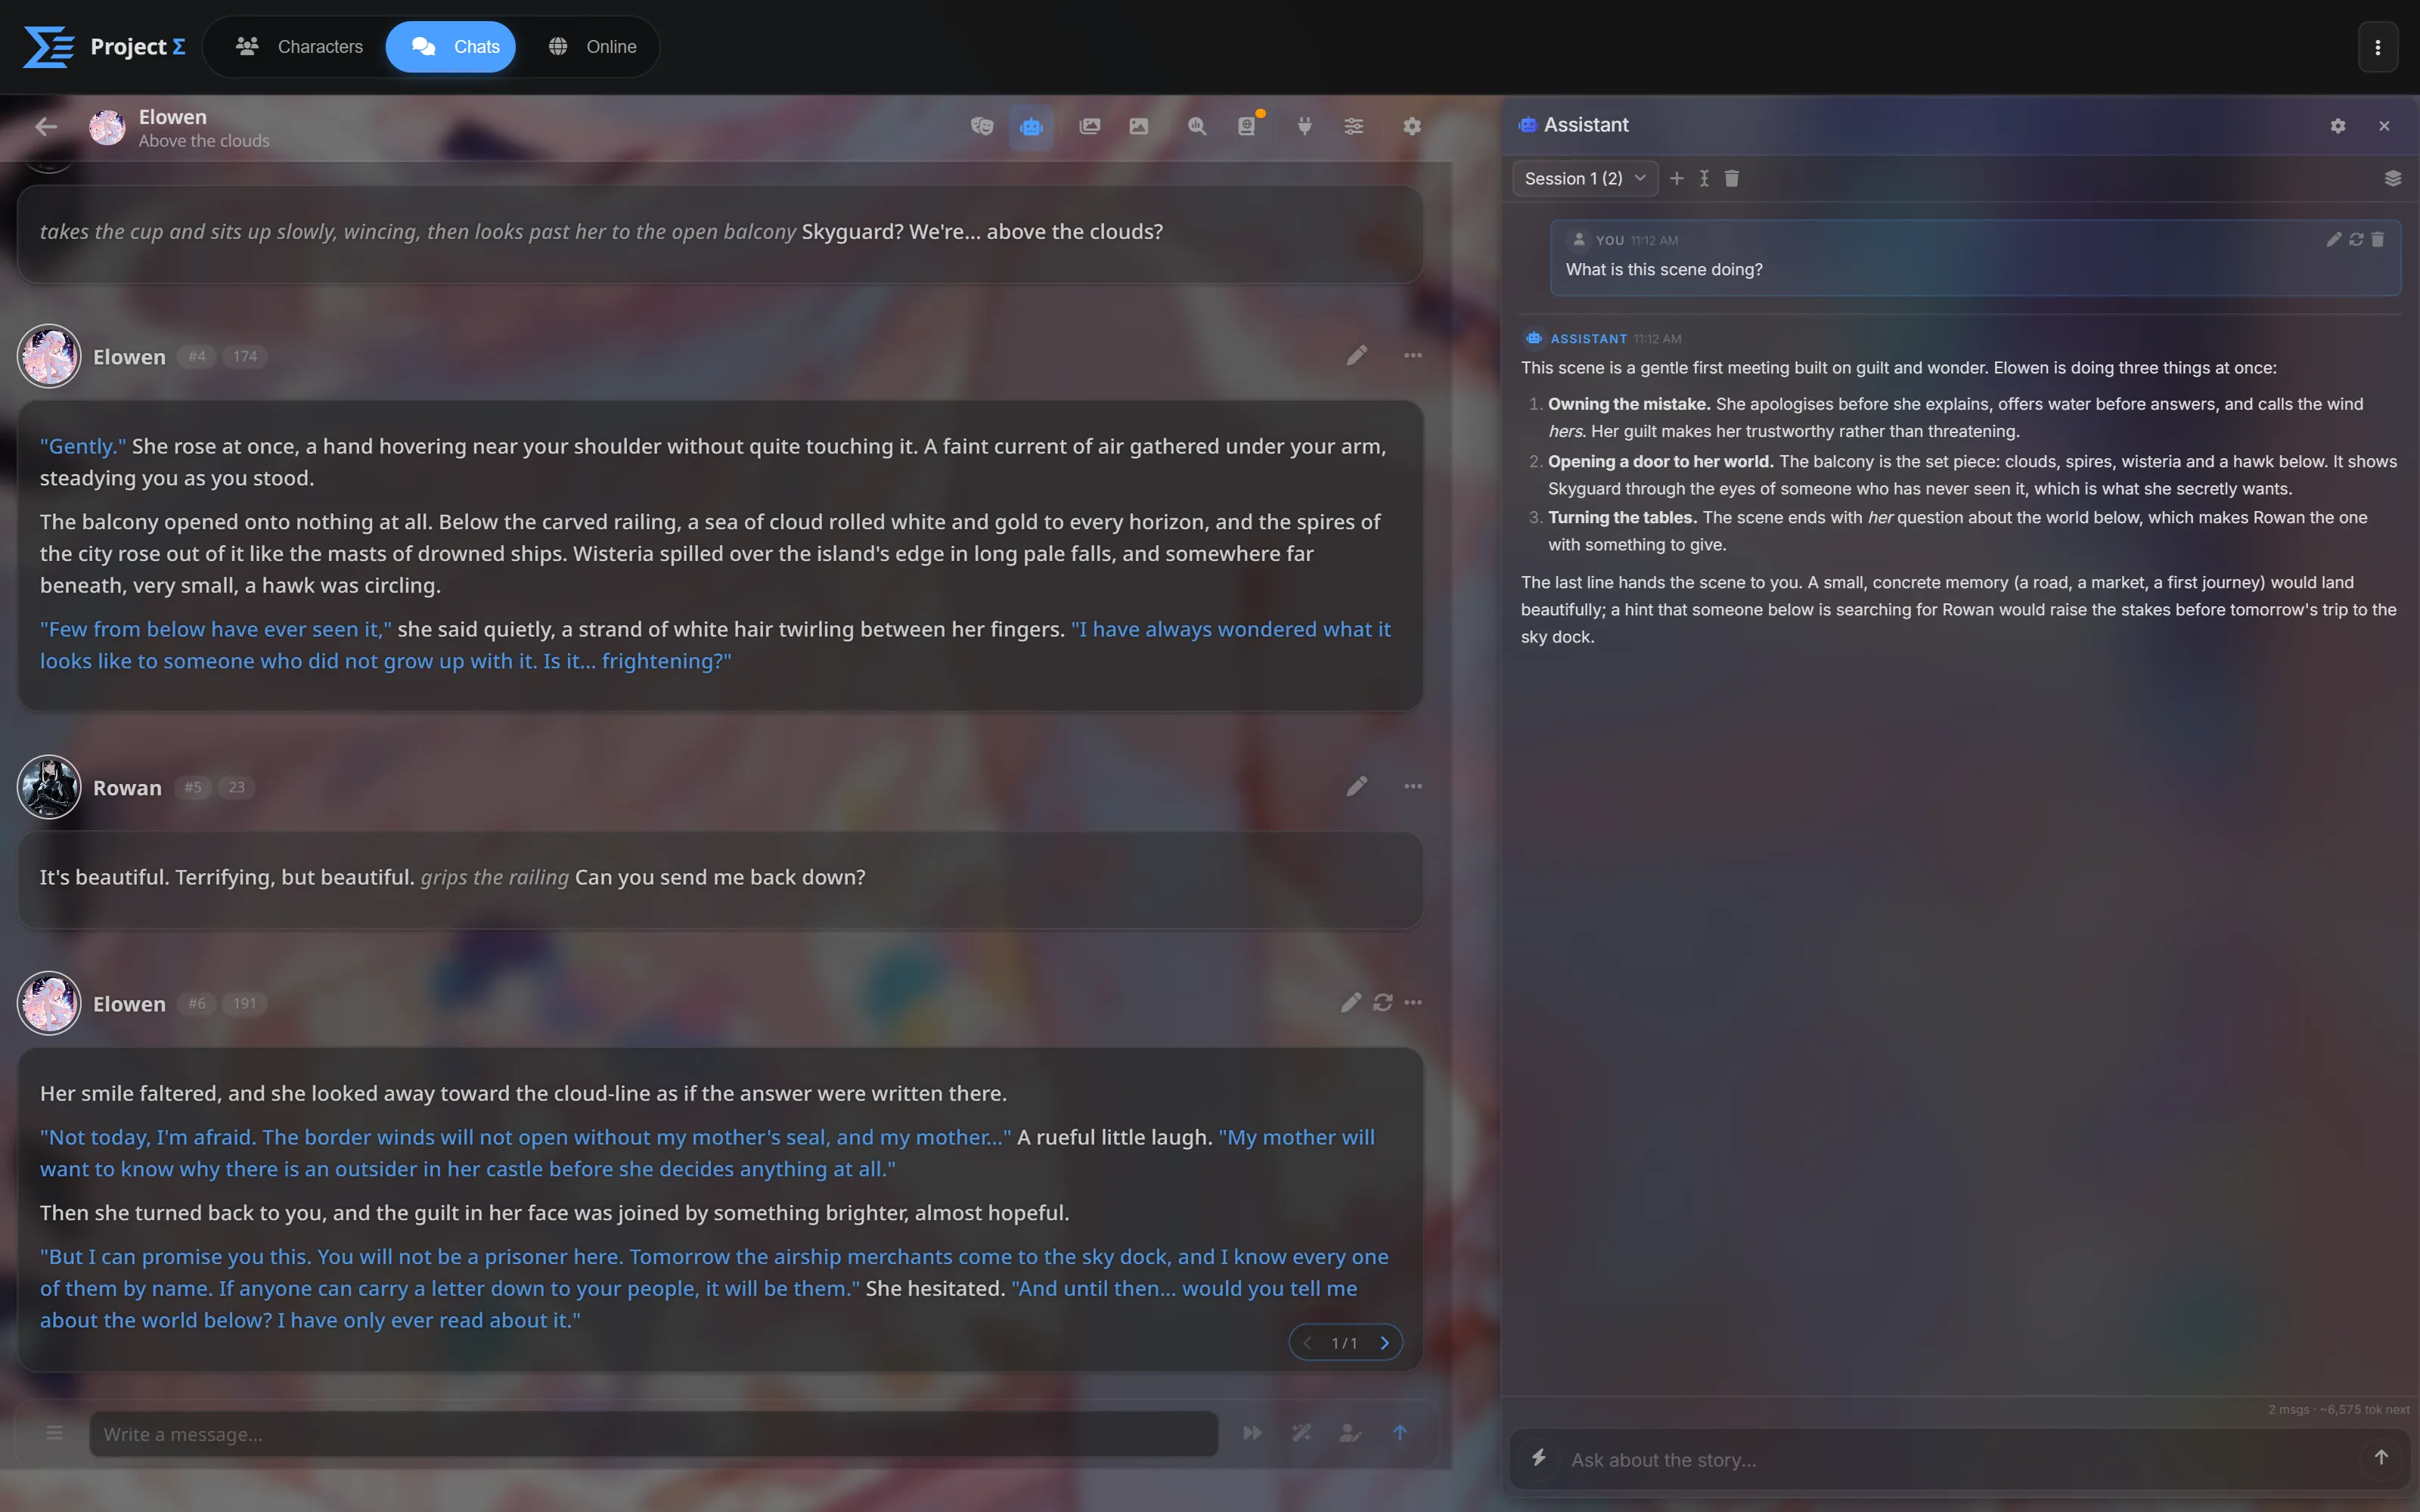 Project Σ
Characters
Chats
Online
Elowen
Above the clouds
takes the cup and sits up slowly, wincing, then looks past her to the open balcony Skyguard? We're... above the clouds?
Elowen #4 174
"Gently." She rose at once, a hand hovering near your shoulder without quite touching it. A faint current of air gathered under your arm,
steadying you as you stood.
The balcony opened onto nothing at all. Below the carved railing, a sea of cloud rolled white and gold to every horizon, and the spires of
the city rose out of it like the masts of drowned ships. Wisteria spilled over the island's edge in long pale falls, and somewhere far
beneath, very small, a hawk was circling.
"Few from below have ever seen it," she said quietly, a strand of white hair twirling between her fingers. "I have always wondered what it
looks like to someone who did not grow up with it. Is it... frightening?"
Rowan #5 23
It's beautiful. Terrifying, but beautiful. grips the railing Can you send me back down?
Elowen #6 191
Her smile faltered, and she looked away toward the cloud-line as if the answer were written there.
"Not today, I'm afraid. The border winds will not open without my mother's seal, and my mother..." A rueful little laugh. "My mother will
want to know why there is an outsider in her castle before she decides anything at all."
Then she turned back to you, and the guilt in her face was joined by something brighter, almost hopeful.
"But I can promise you this. You will not be a prisoner here. Tomorrow the airship merchants come to the sky dock, and I know every one
of them by name. If anyone can carry a letter down to your people, it will be them." She hesitated. "And until then... would you tell me
about the world below? I have only ever read about it."
1/1
Write a message...
Assistant
Session 1 (2)
YOU 11:12 AM
What is this scene doing?
ASSISTANT 11:12 AM
This scene is a gentle first meeting built on guilt and wonder. Elowen is doing three things at once:
1. Owning the mistake. She apologises before she explains, offers water before answers, and calls the wind
hers. Her guilt makes her trustworthy rather than threatening.
2. Opening a door to her world. The balcony is the set piece: clouds, spires, wisteria and a hawk below. It shows
Skyguard through the eyes of someone who has never seen it, which is what she secretly wants.
3. Turning the tables. The scene ends with her question about the world below, which makes Rowan the one
with something to give.
The last line hands the scene to you. A small, concrete memory (a road, a market, a first journey) would land
beautifully; a hint that someone below is searching for Rowan would raise the stakes before tomorrow's trip to the
sky dock.
2 msgs · ~6,575 tok next
Ask about the story...